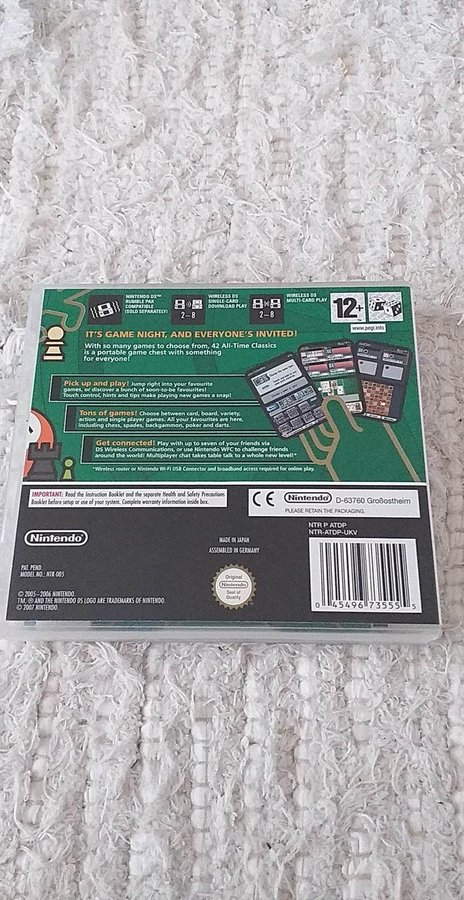 NINTENDO DS™
RUMBLE PAK
COMPATIBLE
(SOLD SEPARATELY)
WIRELESS DS
SINGLE-CARD
DOWNLOAD PLAY
2-8
WIRELESS DS
MULTI-CARD PLAY
2-8
12+
www.pegi.info
IT'S GAME NIGHT, AND EVERYONE'S INVITED!
With so many games to choose from, 42 All-Time Classics
is a portable game chest with something
for everyone!
Pick up and play! Jump right into your favourite
games, or discover a bunch of soon-to-be favourites!
Touch control, hints and tips make playing new games a snap!
Tons of games! Choose between card, board, variety,
action and single player games. All your favourites are here,
including chess, spades, backgammon, poker and darts.
Get connected! Play with up to seven of your friends via
DS Wireless Communications, or use Nintendo WFC to challenge friends
around the world! Multiplayer chat takes table talk to a whole new level!*
*Wireless router or Nintendo Wi-Fi USB Connector and broadband access required for online play.
IMPORTANT: Read the Instruction Booklet and the separate Health and Safety Precautions
Booklet before setup or use of your system. Complete warranty information inside box.
CE Nintendo D-63760 Großostheim
PLEASE RETAIN THE PACKAGING.
Nintendo
MADE IN JAPAN
ASSEMBLED IN GERMANY
NTR P ATDP
NTR-ATDP-UKV
PAT. PEND.
MODEL NO.: NTR-005
Original
Nintendo
Seal of
Quality
© 2005-2006 NINTENDO.
TM, ® AND THE NINTENDO DS LOGO ARE TRADEMARKS OF NINTENDO.
© 2007 NINTENDO.
0 45496 73555 5